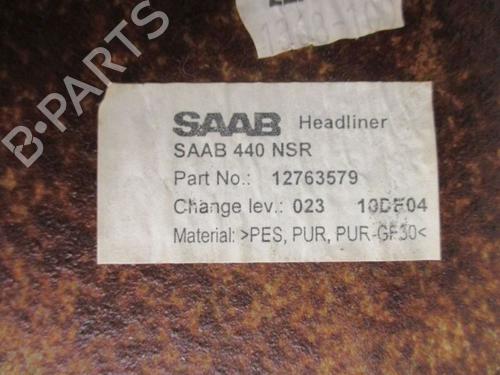 B-PARTS
SAAB Headliner
SAAB 440 NSR
Part No.: 12763579
Change lev.: 023 10DF04
Material: >PES, PUR, PUR-GF30<